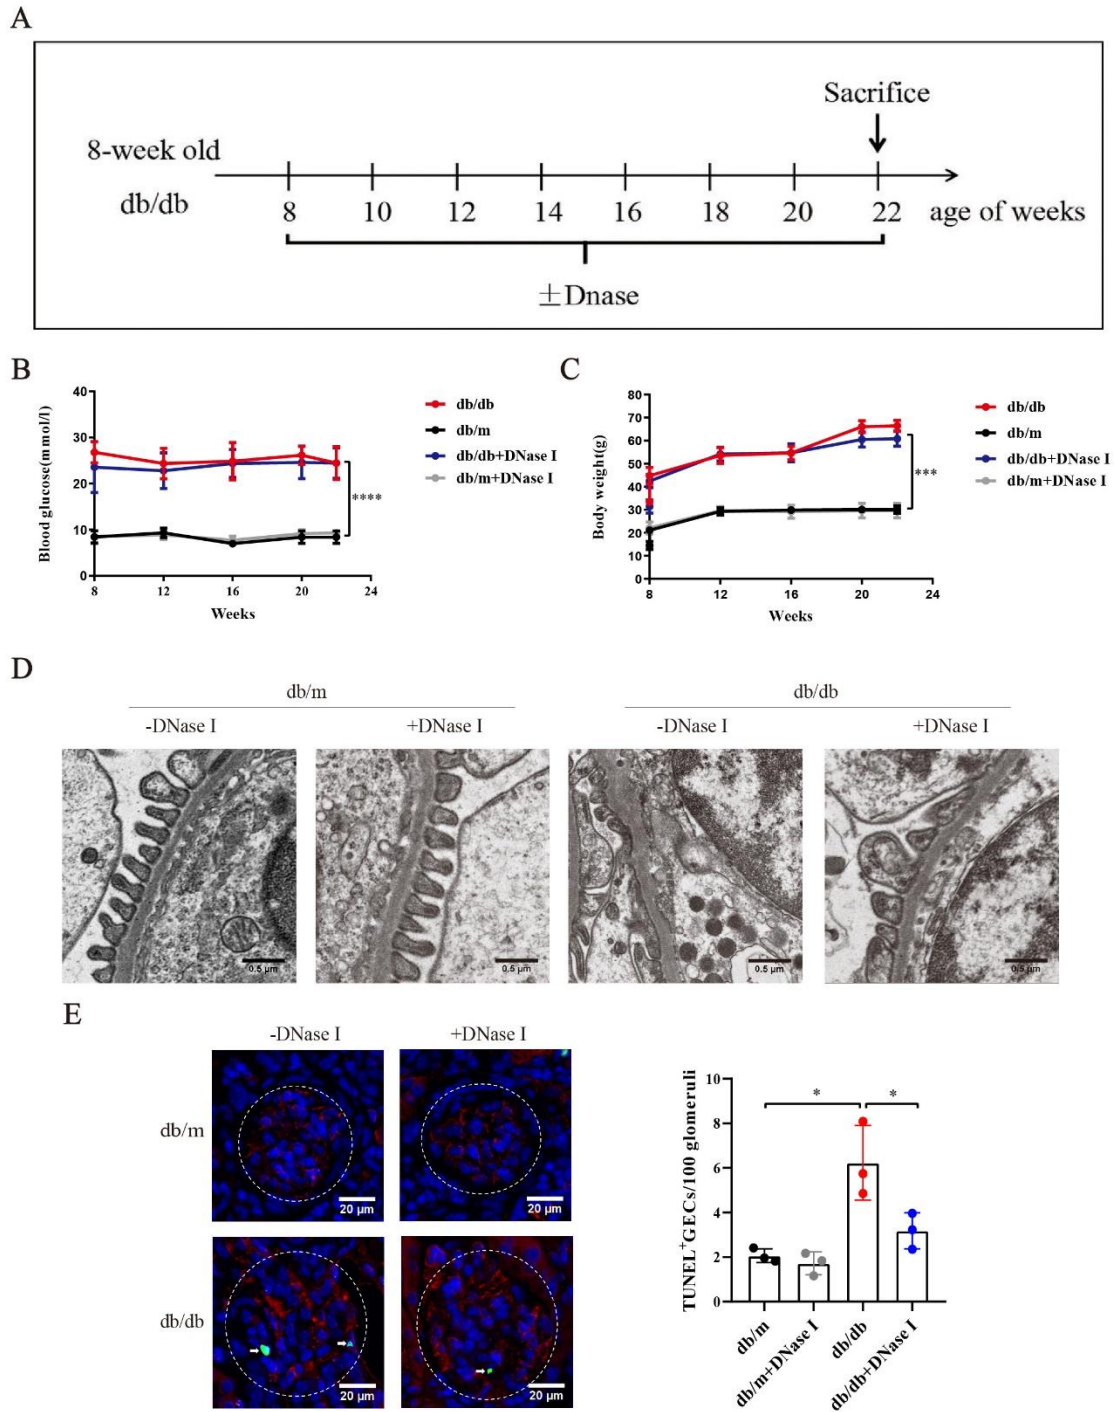 A
Sacrifice
8-week old
db/db
8 10 12 14 16 18 20 22 age of weeks
±Dnase
B
Blood glucose(mmol/l)
40
30
20
10
0
8 12 16 20 24
Weeks
db/db
db/m
db/db+DNase I
db/m+DNase I
****
C
Body weight(g)
80
70
60
50
40
30
20
10
0
8 12 16 20 24
Weeks
db/db
db/m
db/db+DNase I
db/m+DNase I
***
D
db/m db/db
-DNase I +DNase I -DNase I +DNase I
0.5 μm 0.5 μm 0.5 μm 0.5 μm
E
-DNase I +DNase I
db/m
20 μm 20 μm
db/db
20 μm 20 μm
TUNEL⁺GECs/100 glomeruli
10
8
6
4
2
0
* *
db/m
db/m+DNase I
db/db
db/db+DNase I